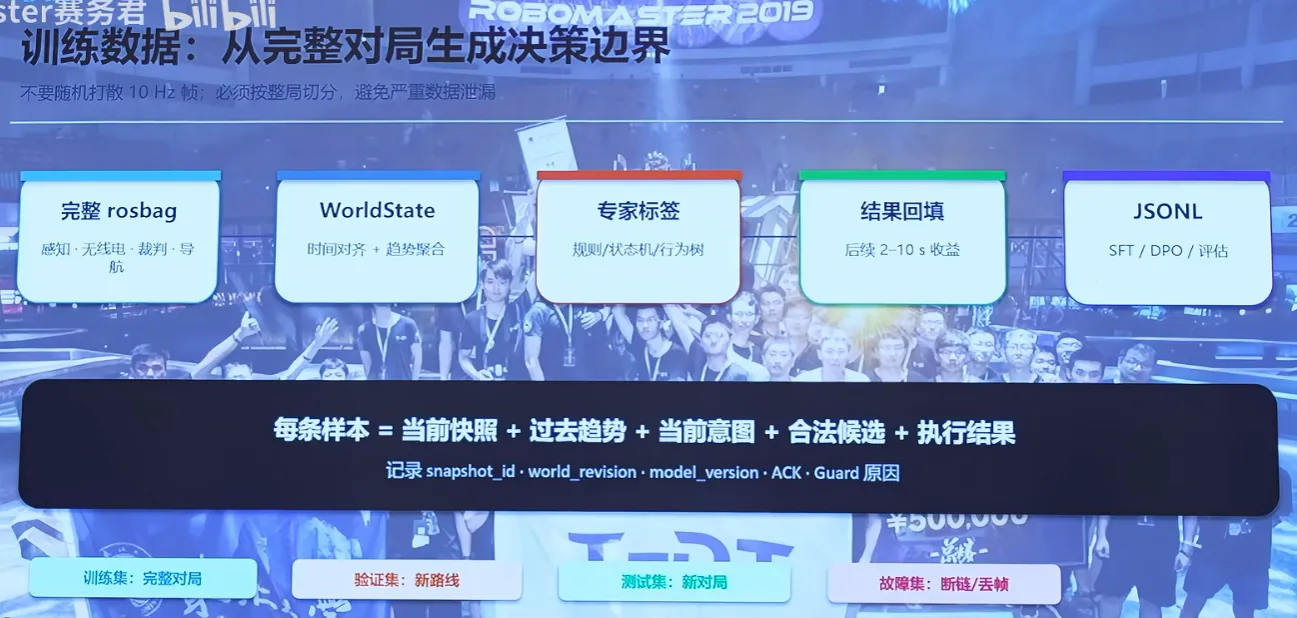 ster赛务君 bilibili
ROBOMASTER 2019
训练数据：从完整对局生成决策边界
不要随机打散 10 Hz 帧；必须按整局切分，避免严重数据泄漏
完整 rosbag
感知 · 无线电 · 裁判 · 导
航
WorldState
时间对齐 + 趋势聚合
专家标签
规则/状态机/行为树
结果回填
后续 2–10 s 收益
JSONL
SFT / DPO / 评估
每条样本 = 当前快照 + 过去趋势 + 当前意图 + 合法候选 + 执行结果
记录 snapshot_id · world_revision · model_version · ACK · Guard 原因
¥500,000
训练集：完整对局
验证集：新路线
测试集：新对局
故障集：断链/丢帧